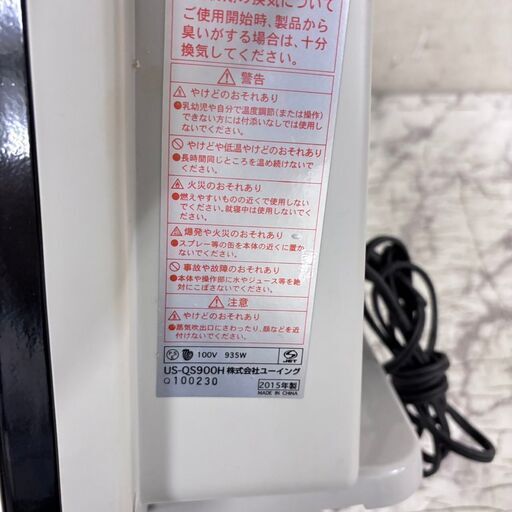 換気について
ご使用開始時、製品から
臭いがする場合は、十分
換気してください。
警告
やけどのおそれあり
●乳幼児や自分で温度調節(または操作)
できない方には付添いなしでは使用し
ないでください。
やけどや低温やけどのおそれあり
●長時間同じところを温め続けないで
ください。
火災のおそれあり
●燃えやすいものの近くで使用しない
でください。就寝中は使用しない
でください。
爆発や火災のおそれあり
●スプレー等の缶を本体の近くに置か
ないでください。
事故や故障のおそれあり
●本体や操作部に水やジュース等を絶
対にこぼさないでください。
注意
やけどのおそれあり
●蒸気吹出口にさわったり、顔などを近
付けないでください。
100V 935W
JET
US-QS900H 株式会社ユーイング
Q100230
2015年製
MADE IN CHINA